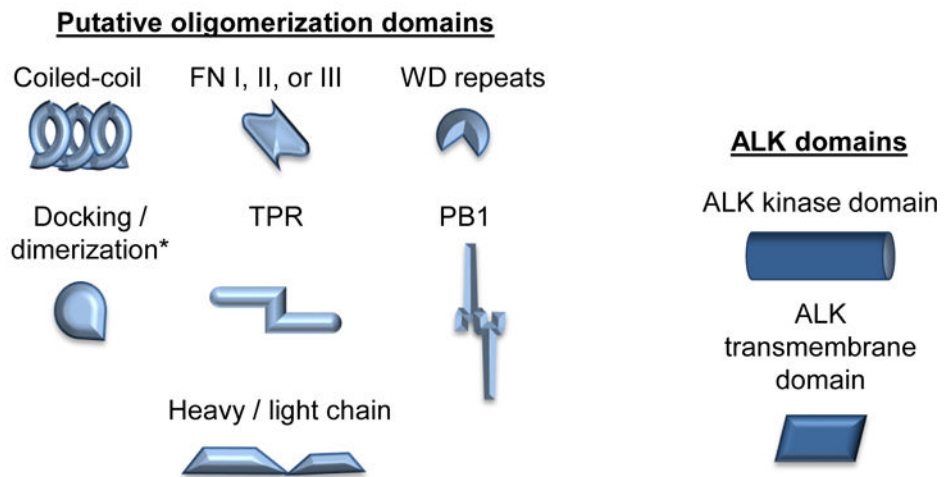 Putative oligomerization domains
Coiled-coil
FN I, II, or III
WD repeats
Docking /
dimerization*
TPR
PB1
Heavy / light chain
ALK domains
ALK kinase domain
ALK
transmembrane
domain